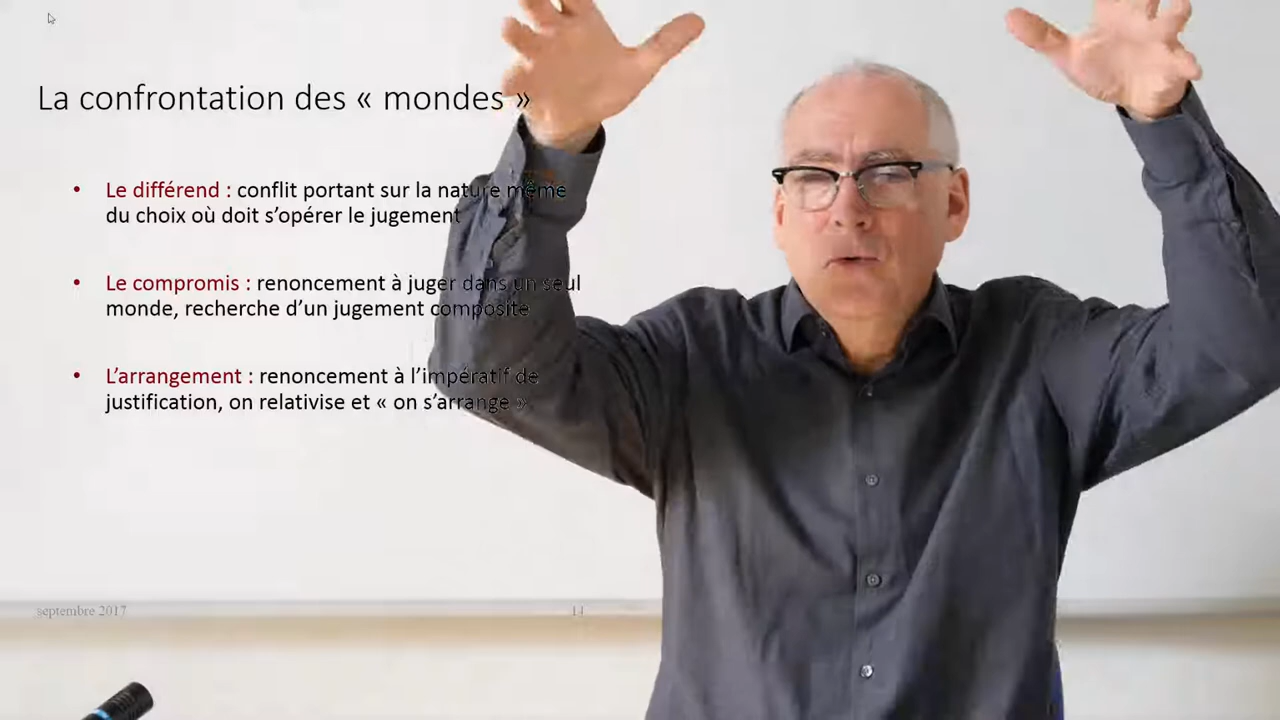 La confrontation des « mondes »
• Le différend : conflit portant sur la nature même
du choix où doit s’opérer le jugement
• Le compromis : renoncement à juger dans un seul
monde, recherche d’un jugement composite
• L’arrangement : renoncement à l’impératif de
justification, on relativise et « on s’arrange »
septembre 2017
14